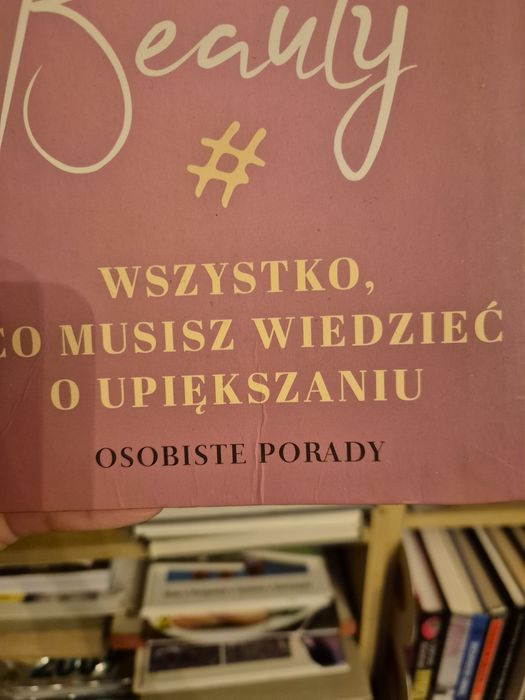 Beauty
#
WSZYSTKO,
CO MUSISZ WIEDZIEĆ
O UPIĘKSZANIU
OSOBISTE PORADY